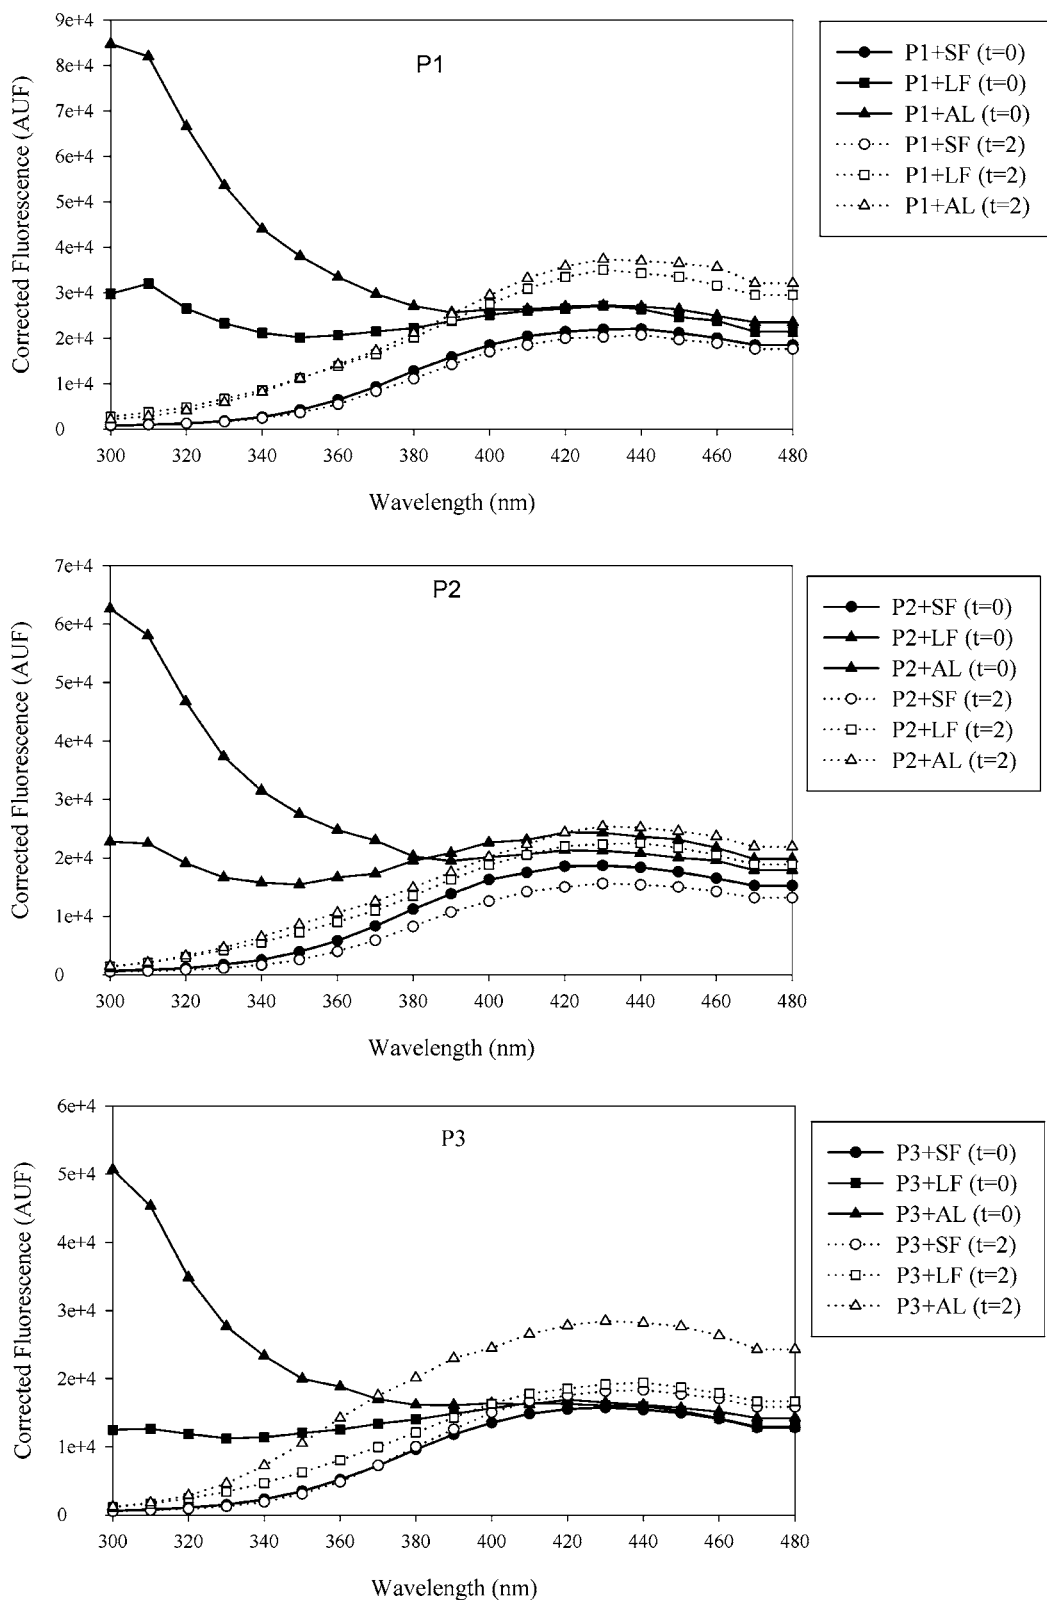 P1
Corrected Fluorescence (AUF)
9e+4
8e+4
7e+4
6e+4
5e+4
4e+4
3e+4
2e+4
1e+4
0
300 320 340 360 380 400 420 440 460 480
Wavelength (nm)
P1+SF (t=0)
P1+LF (t=0)
P1+AL (t=0)
P1+SF (t=2)
P1+LF (t=2)
P1+AL (t=2)
P2
Corrected Fluorescence (AUF)
7e+4
6e+4
5e+4
4e+4
3e+4
2e+4
1e+4
0
300 320 340 360 380 400 420 440 460 480
Wavelength (nm)
P2+SF (t=0)
P2+LF (t=0)
P2+AL (t=0)
P2+SF (t=2)
P2+LF (t=2)
P2+AL (t=2)
P3
Corrected Fluorescence (AUF)
6e+4
5e+4
4e+4
3e+4
2e+4
1e+4
0
300 320 340 360 380 400 420 440 460 480
Wavelength (nm)
P3+SF (t=0)
P3+LF (t=0)
P3+AL (t=0)
P3+SF (t=2)
P3+LF (t=2)
P3+AL (t=2)